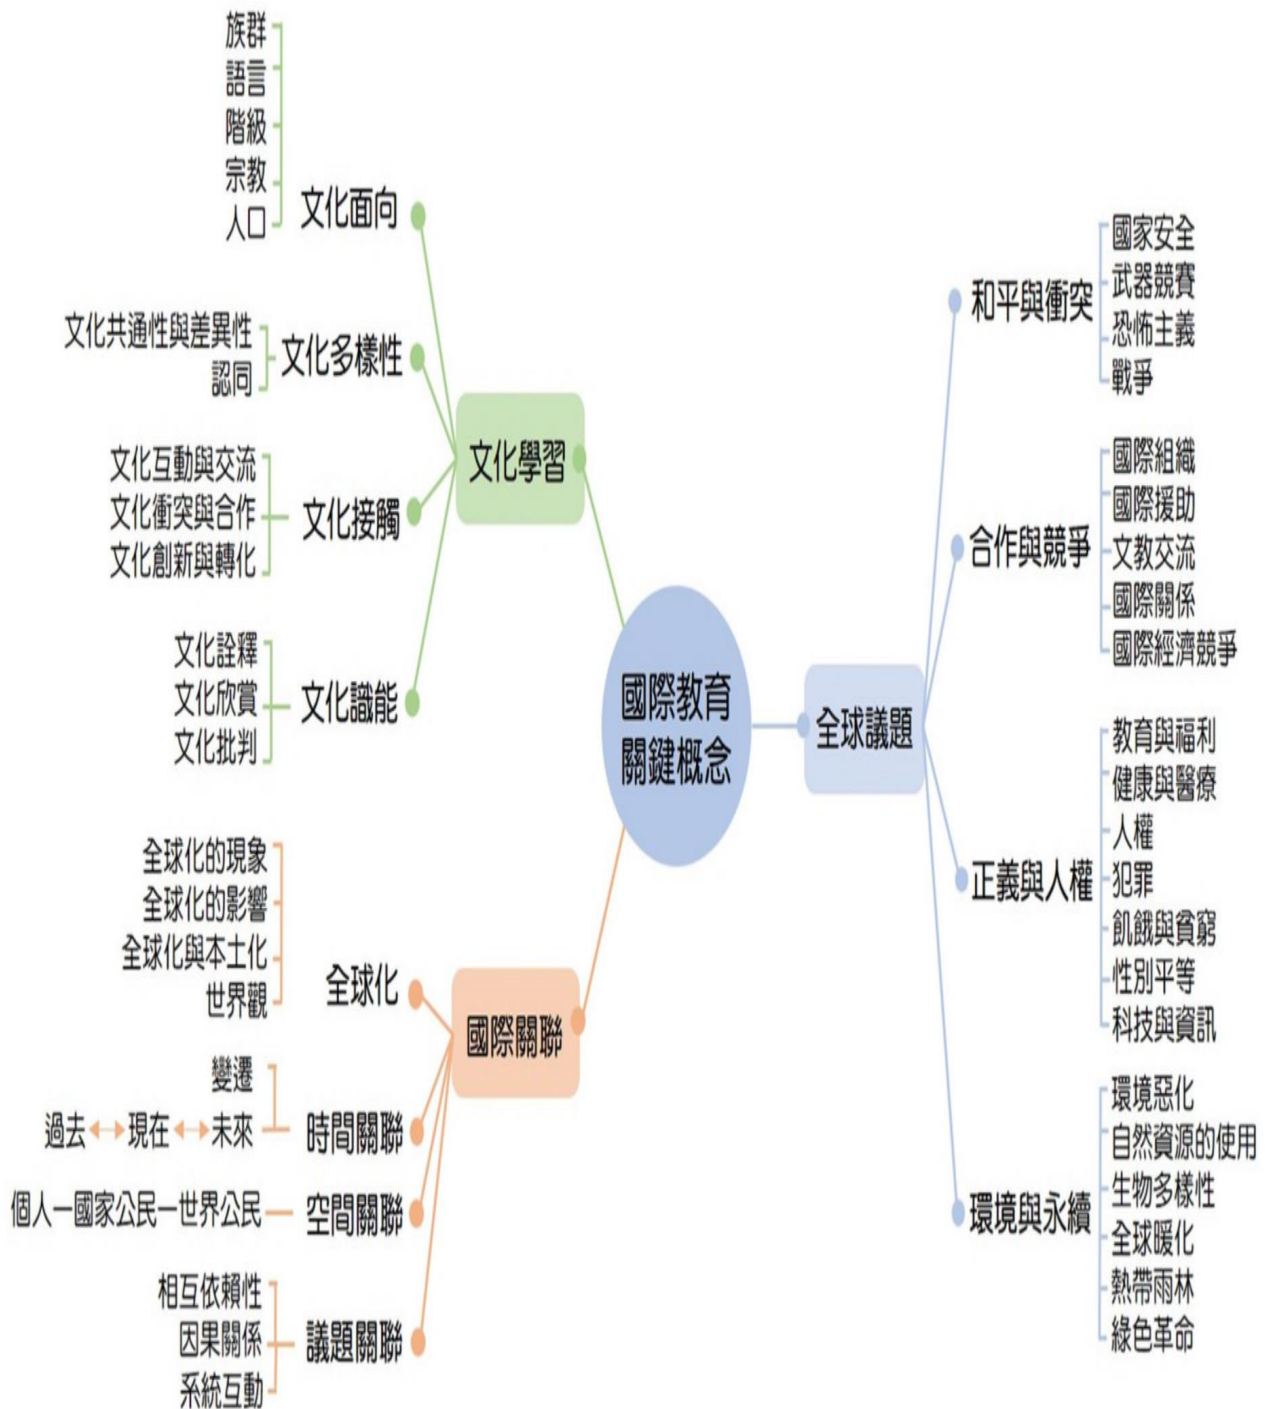 國際教育
關鍵概念
文化學習
文化面向
族群
語言
階級
宗教
人口
文化多樣性
文化共通性與差異性
認同
文化接觸
文化互動與交流
文化衝突與合作
文化創新與轉化
文化識能
文化詮釋
文化欣賞
文化批判
國際關聯
全球化
全球化的現象
全球化的影響
全球化與本土化
世界觀
時間關聯
變遷
過去 現在 未來
空間關聯
個人—國家公民—世界公民
議題關聯
相互依賴性
因果關係
系統互動
全球議題
和平與衝突
國家安全
武器競賽
恐怖主義
戰爭
合作與競爭
國際組織
國際援助
文教交流
國際關係
國際經濟競爭
正義與人權
教育與福利
健康與醫療
人權
犯罪
飢餓與貧窮
性別平等
科技與資訊
環境與永續
環境惡化
自然資源的使用
生物多樣性
全球暖化
熱帶雨林
綠色革命